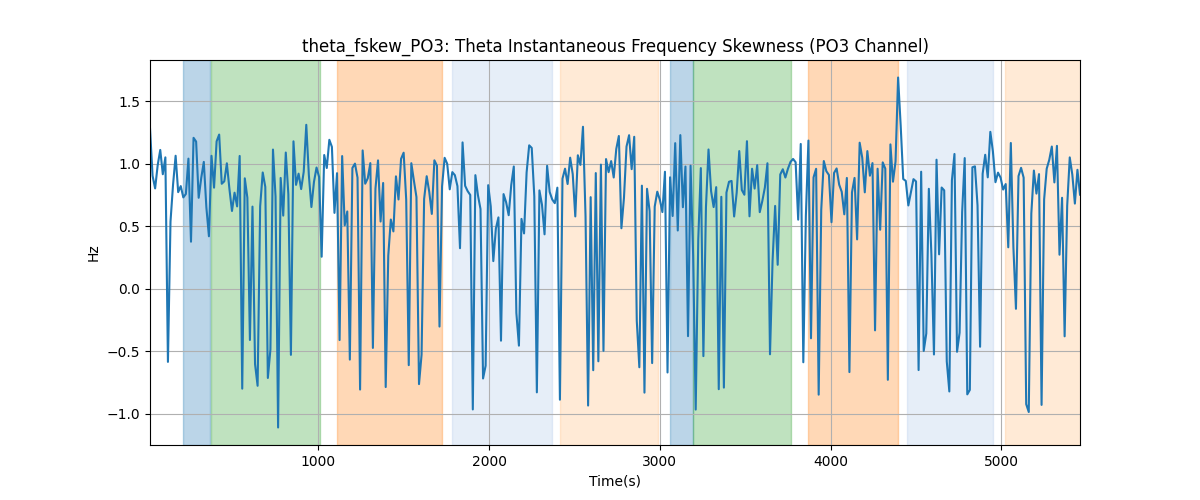 theta_fskew_PO3: Theta Instantaneous Frequency Skewness (PO3 Channel)
1.5
1.0
0.5
0.0
−0.5
−1.0
Hz
1000 2000 3000 4000 5000
Time(s)